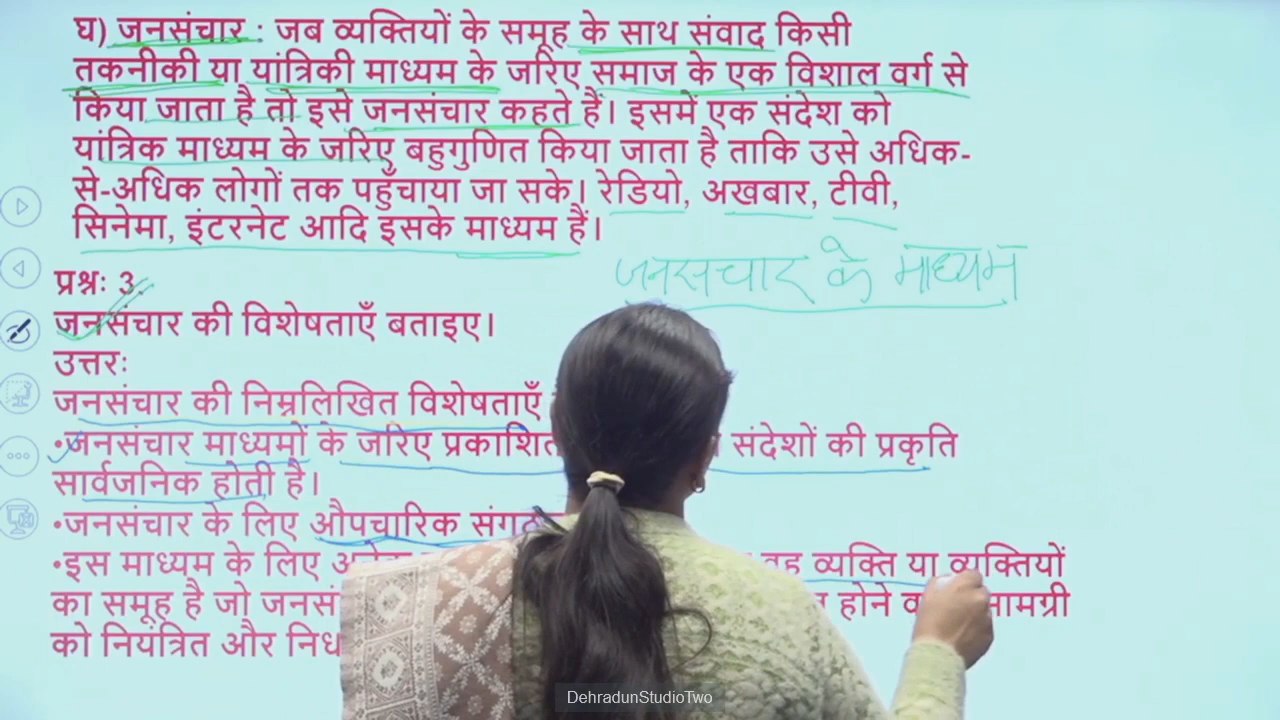 घ) जनसंचार : जब व्यक्तियों के समूह के साथ संवाद किसी
तकनीकी या यांत्रिकी माध्यम के जरिए समाज के एक विशाल वर्ग से
किया जाता है तो इसे जनसंचार कहते हैं। इसमें एक संदेश को
यांत्रिक माध्यम के जरिए बहुगुणित किया जाता है ताकि उसे अधिक-
से-अधिक लोगों तक पहुँचाया जा सके। रेडियो, अखबार, टीवी,
सिनेमा, इंटरनेट आदि इसके माध्यम हैं।
जनसचार के माध्यम
प्रश्नः 3.
जनसंचार की विशेषताएँ बताइए।
उत्तरः
जनसंचार की निम्नलिखित विशेषताएँ
•जनसंचार माध्यमों के जरिए प्रकाशित संदेशों की प्रकृति
सार्वजनिक होती है।
•जनसंचार के लिए औपचारिक
•इस माध्यम के लिए वह व्यक्ति या व्यक्तियों
का समूह है जो होने सामग्री
को नियंत्रित और
DehradunStudioTwo